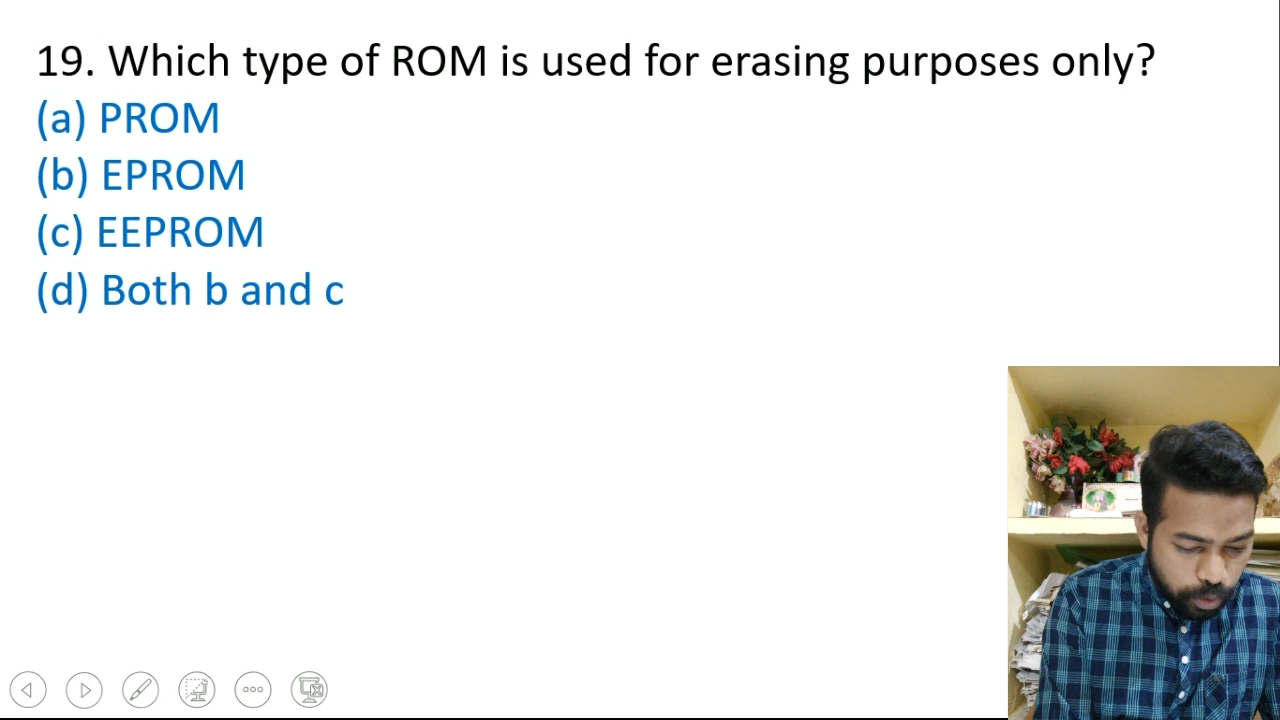 19. Which type of ROM is used for erasing purposes only?
(a) PROM
(b) EPROM
(c) EEPROM
(d) Both b and c